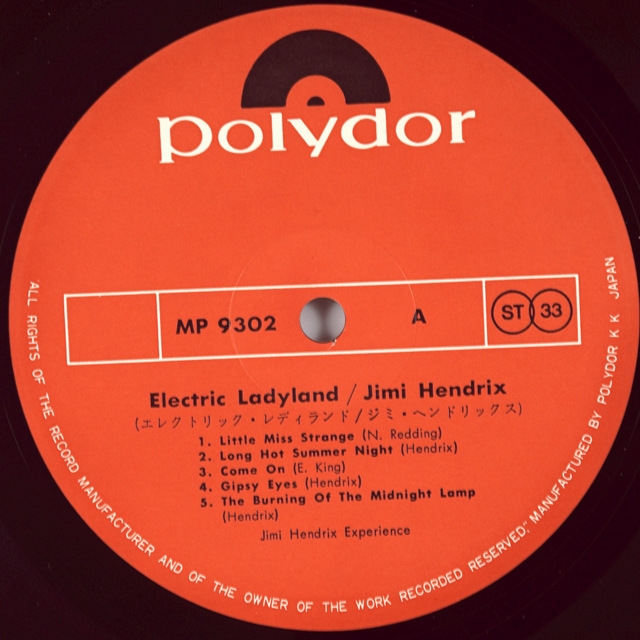 polydor
MP 9302 A ST 33
Electric Ladyland / Jimi Hendrix
(エレクトリック・レディランド/ジミ・ヘンドリックス)
1. Little Miss Strange (N. Redding)
2. Long Hot Summer Night (Hendrix)
3. Come On (E. King)
4. Gipsy Eyes (Hendrix)
5. The Burning Of The Midnight Lamp
(Hendrix)
Jimi Hendrix Experience
ALL RIGHTS OF THE RECORD MANUFACTURER AND OF THE OWNER OF THE WORK RECORDED RESERVED." MANUFACTURED BY POLYDOR K K JAPAN